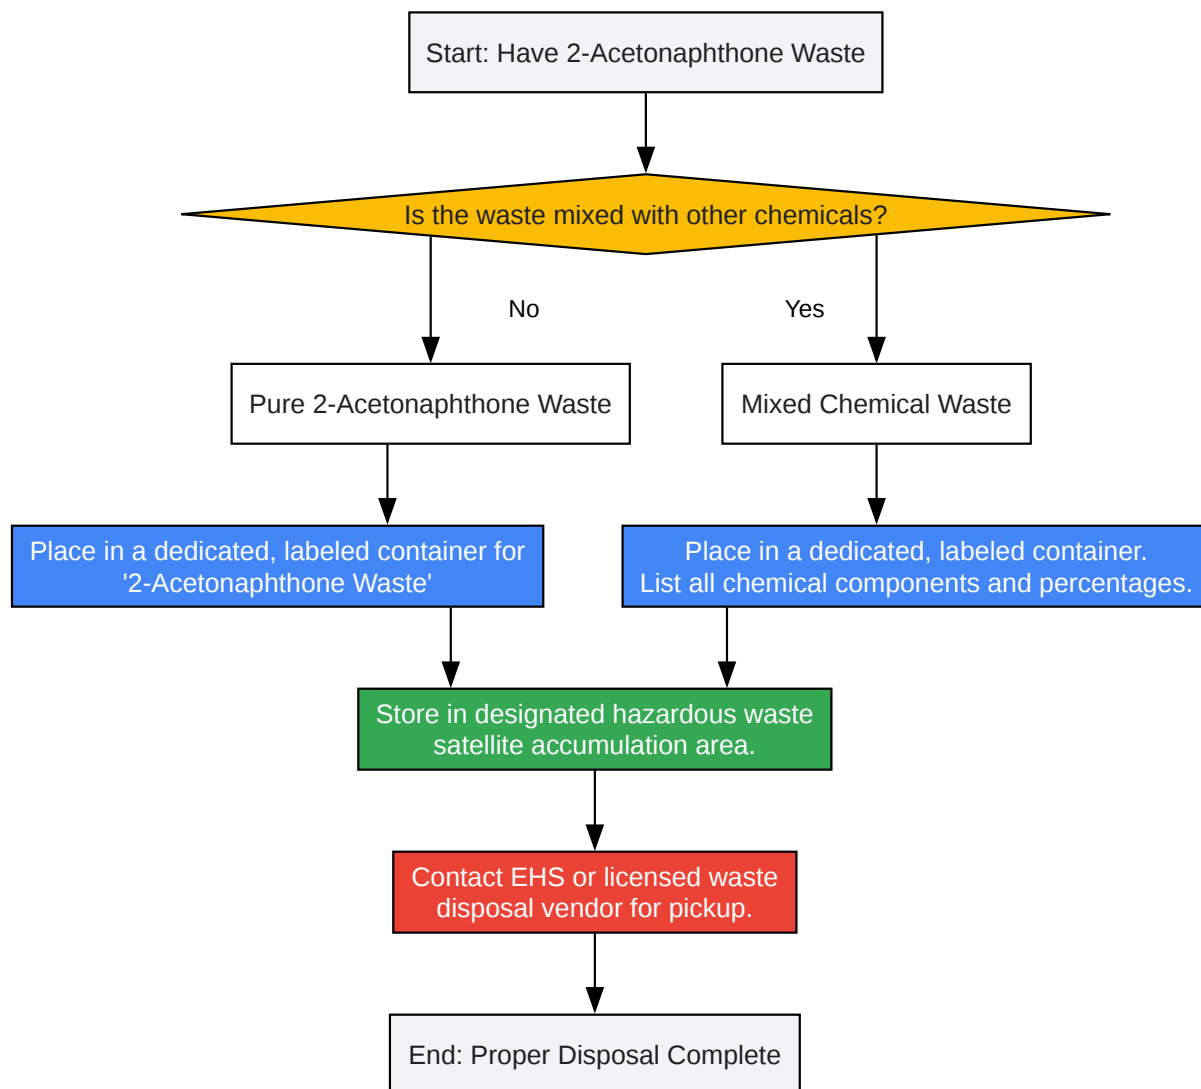 Start: Have 2-Acetonaphthone Waste
Is the waste mixed with other chemicals?
No
Yes
Pure 2-Acetonaphthone Waste
Mixed Chemical Waste
Place in a dedicated, labeled container for
'2-Acetonaphthone Waste'
Place in a dedicated, labeled container.
List all chemical components and percentages.
Store in designated hazardous waste
satellite accumulation area.
Contact EHS or licensed waste
disposal vendor for pickup.
End: Proper Disposal Complete